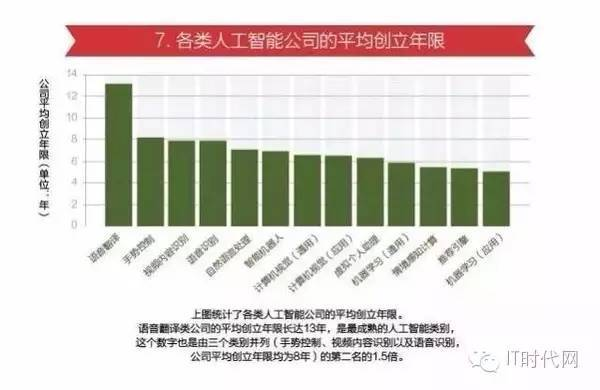 7. 各类人工智能公司的平均创立年限
公司平均创立年限（单位：年）
14
12
10
8
6
4
2
0
语音翻译
手势控制
视频内容识别
语音识别
自然语言处理
智能机器人
计算机视觉（通用）
计算机视觉（应用）
虚拟个人助理
机器学习（通用）
情境感知计算
推荐引擎
机器学习（应用）
上图统计了各类人工智能公司的平均创立年限。
语音翻译类公司的平均创立年限长达13年，是最成熟的人工智能类别，
这个数字也是由三个类别并列（手势控制、视频内容识别以及语音识别，
公司平均创立年限均为8年）的第二名的1.5倍。
IT时代网